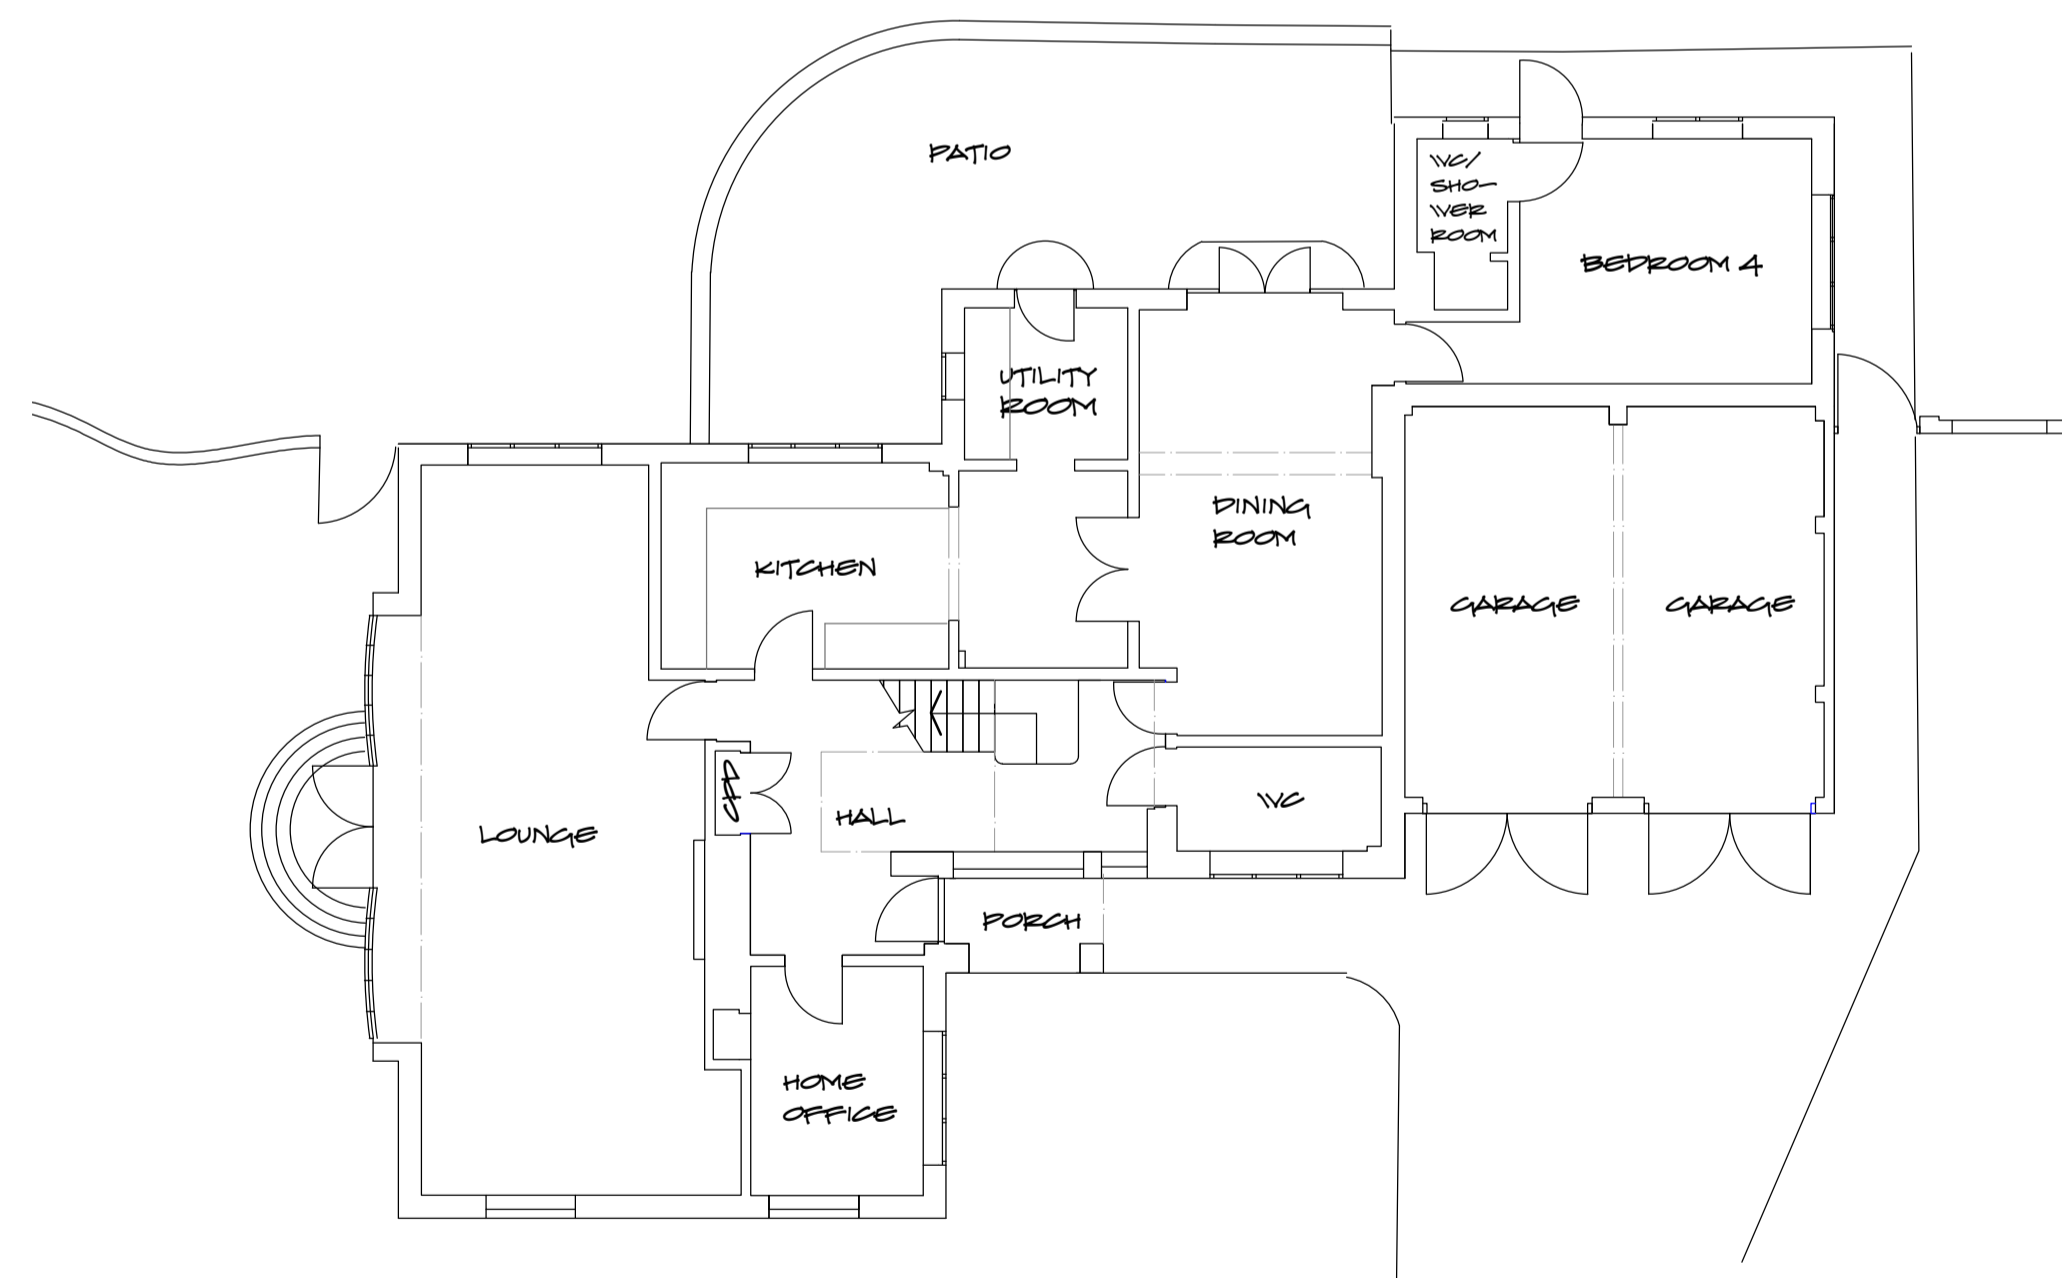 PATIO
WC/
SHO-
WER
ROOM
BEDROOM 4
UTILITY
ROOM
DINING
ROOM
KITCHEN
GARAGE
GARAGE
CPD
WC
HALL
LOUNGE
PORCH
HOME
OFFICE